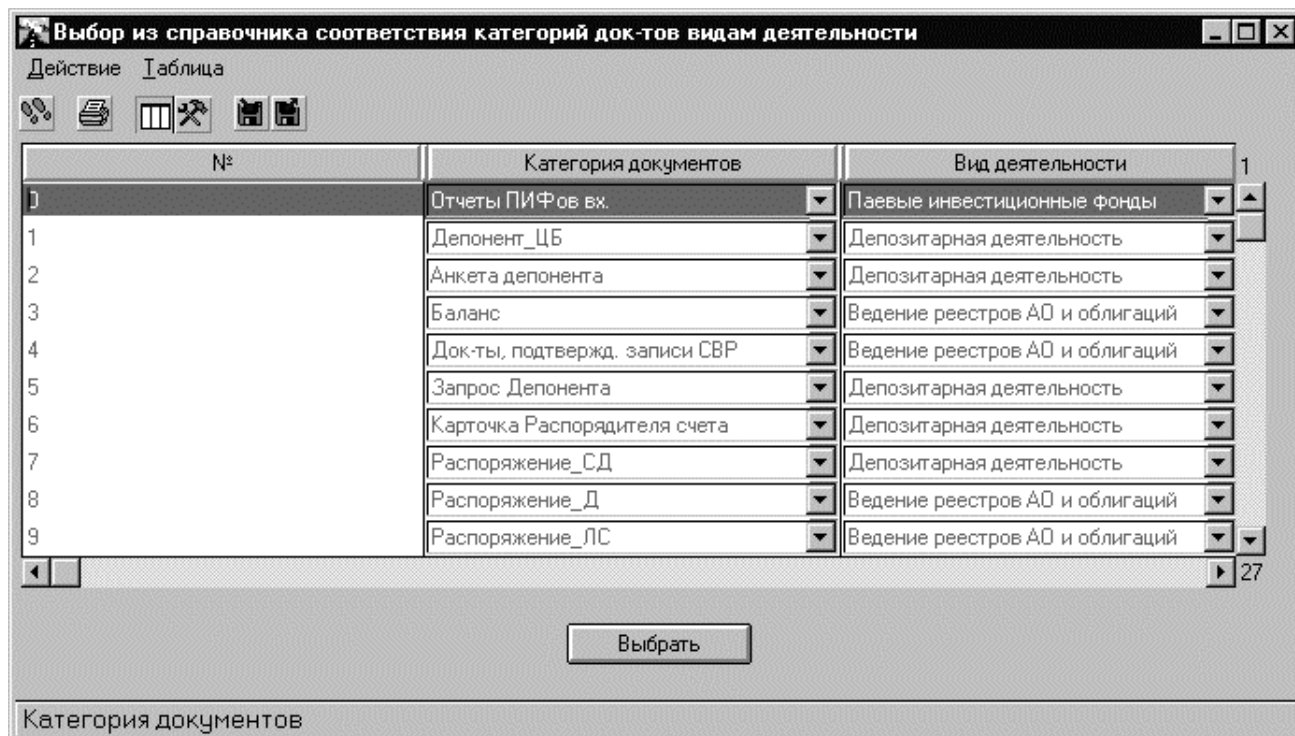 Выбор из справочника соответствия категорий док-тов видам деятельности
Действие Таблица
№ Категория документов Вид деятельности 1
0 Отчеты ПИФов вх. Паевые инвестиционные фонды
1 Депонент_ЦБ Депозитарная деятельность
2 Анкета депонента Депозитарная деятельность
3 Баланс Ведение реестров АО и облигаций
4 Док-ты, подтвержд. записи СВР Ведение реестров АО и облигаций
5 Запрос Депонента Депозитарная деятельность
6 Карточка Распорядителя счета Депозитарная деятельность
7 Распоряжение_СД Депозитарная деятельность
8 Распоряжение_Д Ведение реестров АО и облигаций
9 Распоряжение_ЛС Ведение реестров АО и облигаций
27
Выбрать
Категория документов